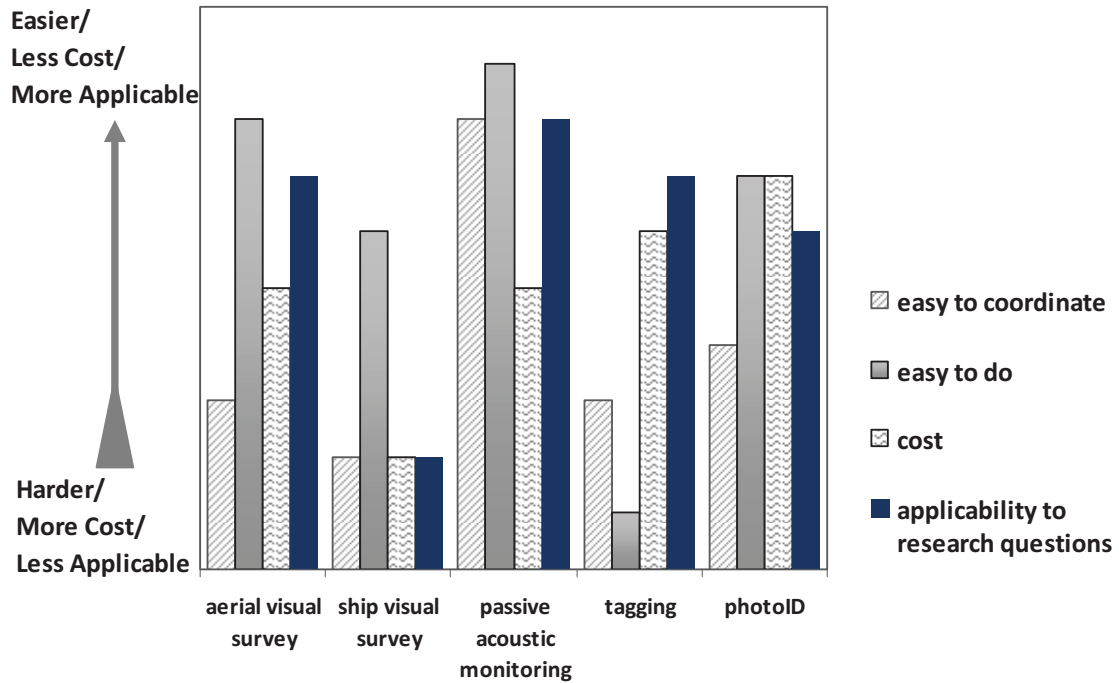 Easier/
Less Cost/
More Applicable
Harder/
More Cost/
Less Applicable
easy to coordinate
easy to do
cost
applicability to
research questions
aerial visual
survey
ship visual
survey
passive
acoustic
monitoring
tagging
photoID